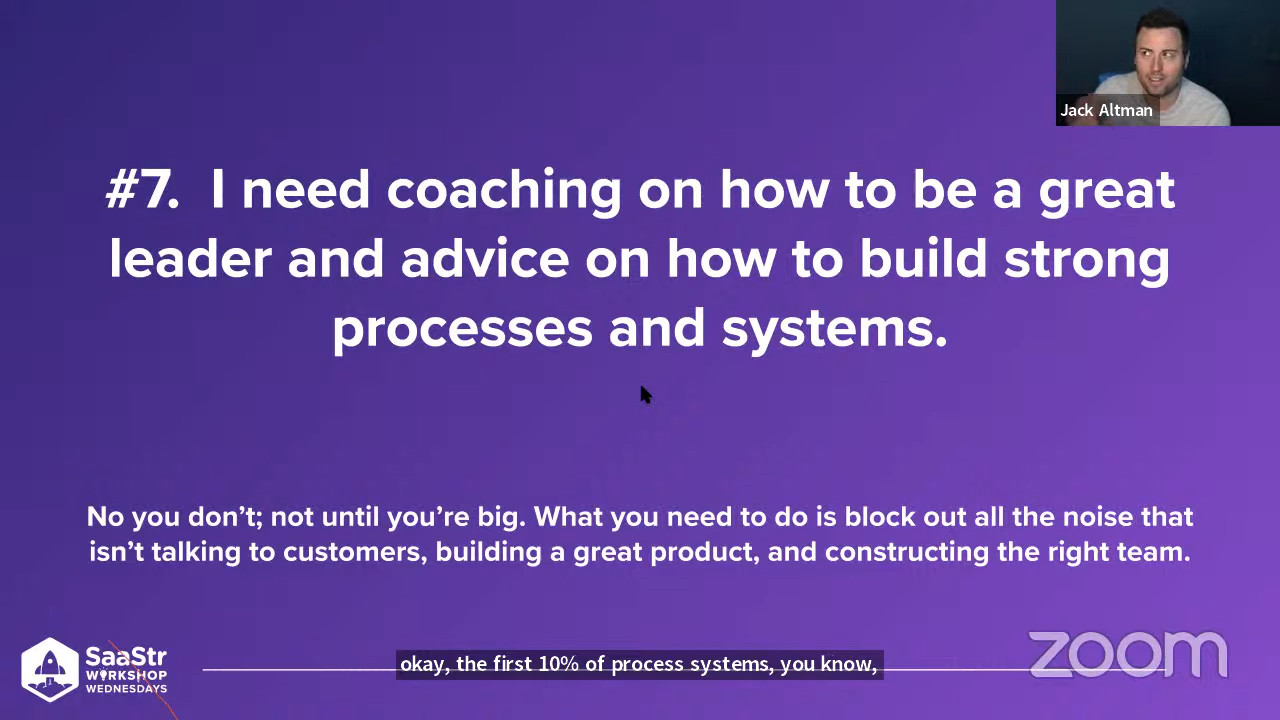 Jack Altman
#7. I need coaching on how to be a great
leader and advice on how to build strong
processes and systems.
No you don’t; not until you’re big. What you need to do is block out all the noise that
isn’t talking to customers, building a great product, and constructing the right team.
SaaStr
WORKSHOP
WEDNESDAYS
okay, the first 10% of process systems, you know,
zoom